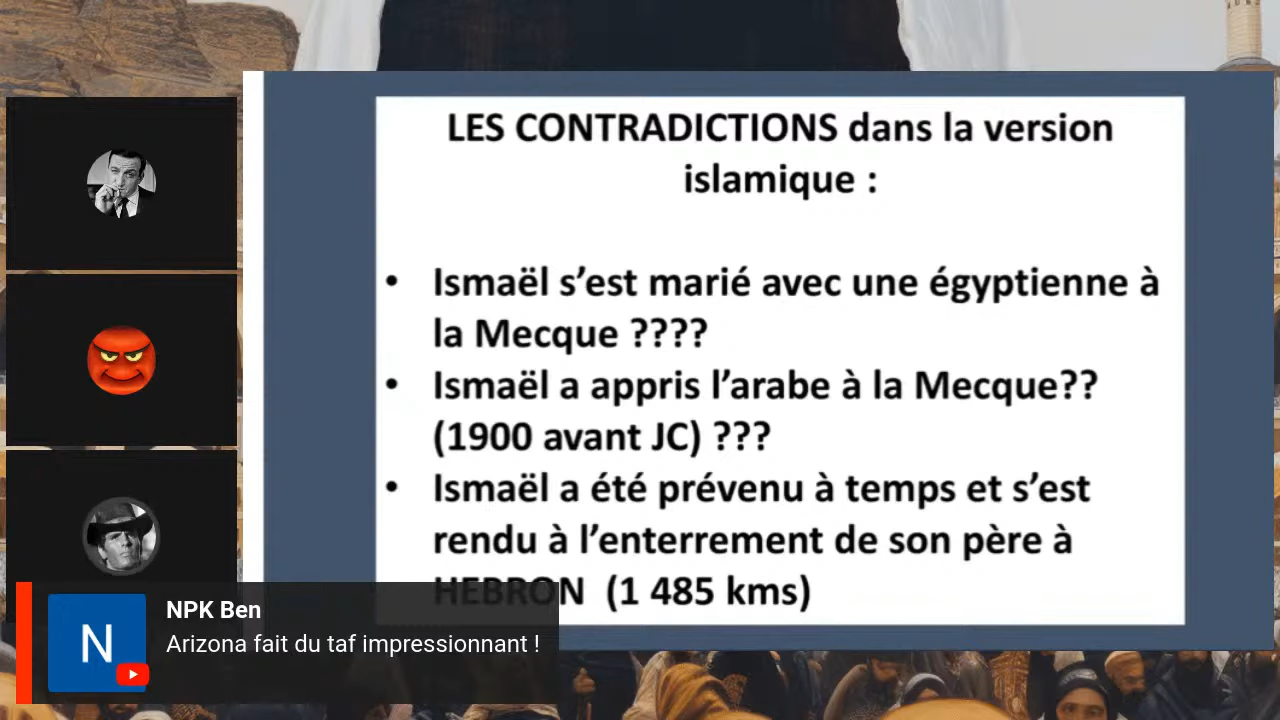 LES CONTRADICTIONS dans la version
islamique :
• Ismaël s’est marié avec une égyptienne à
la Mecque ????
• Ismaël a appris l’arabe à la Mecque??
(1900 avant JC) ???
• Ismaël a été prévenu à temps et s’est
rendu à l’enterrement de son père à
HEBRON (1 485 kms)
N
NPK Ben
Arizona fait du taf impressionnant !